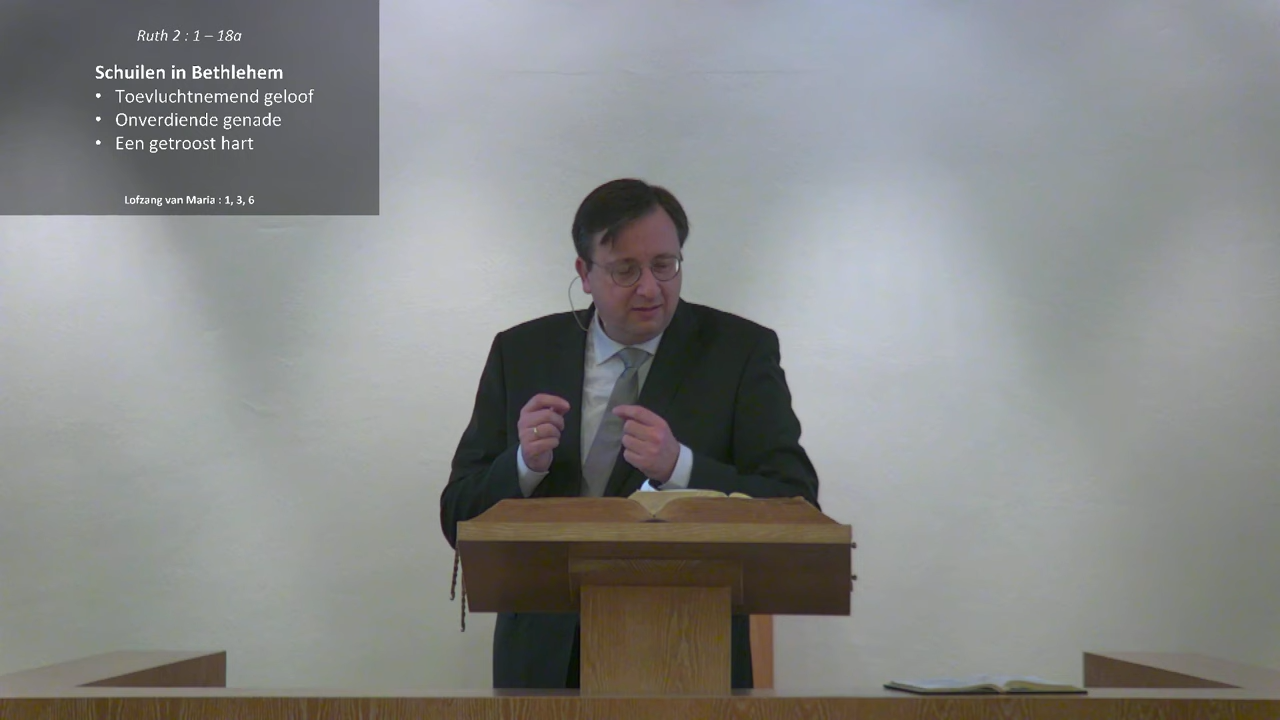 Ruth 2 : 1 – 18a
Schuilen in Bethlehem
• Toevluchtnemend geloof
• Onverdiende genade
• Een getroost hart
Lofzang van Maria : 1, 3, 6